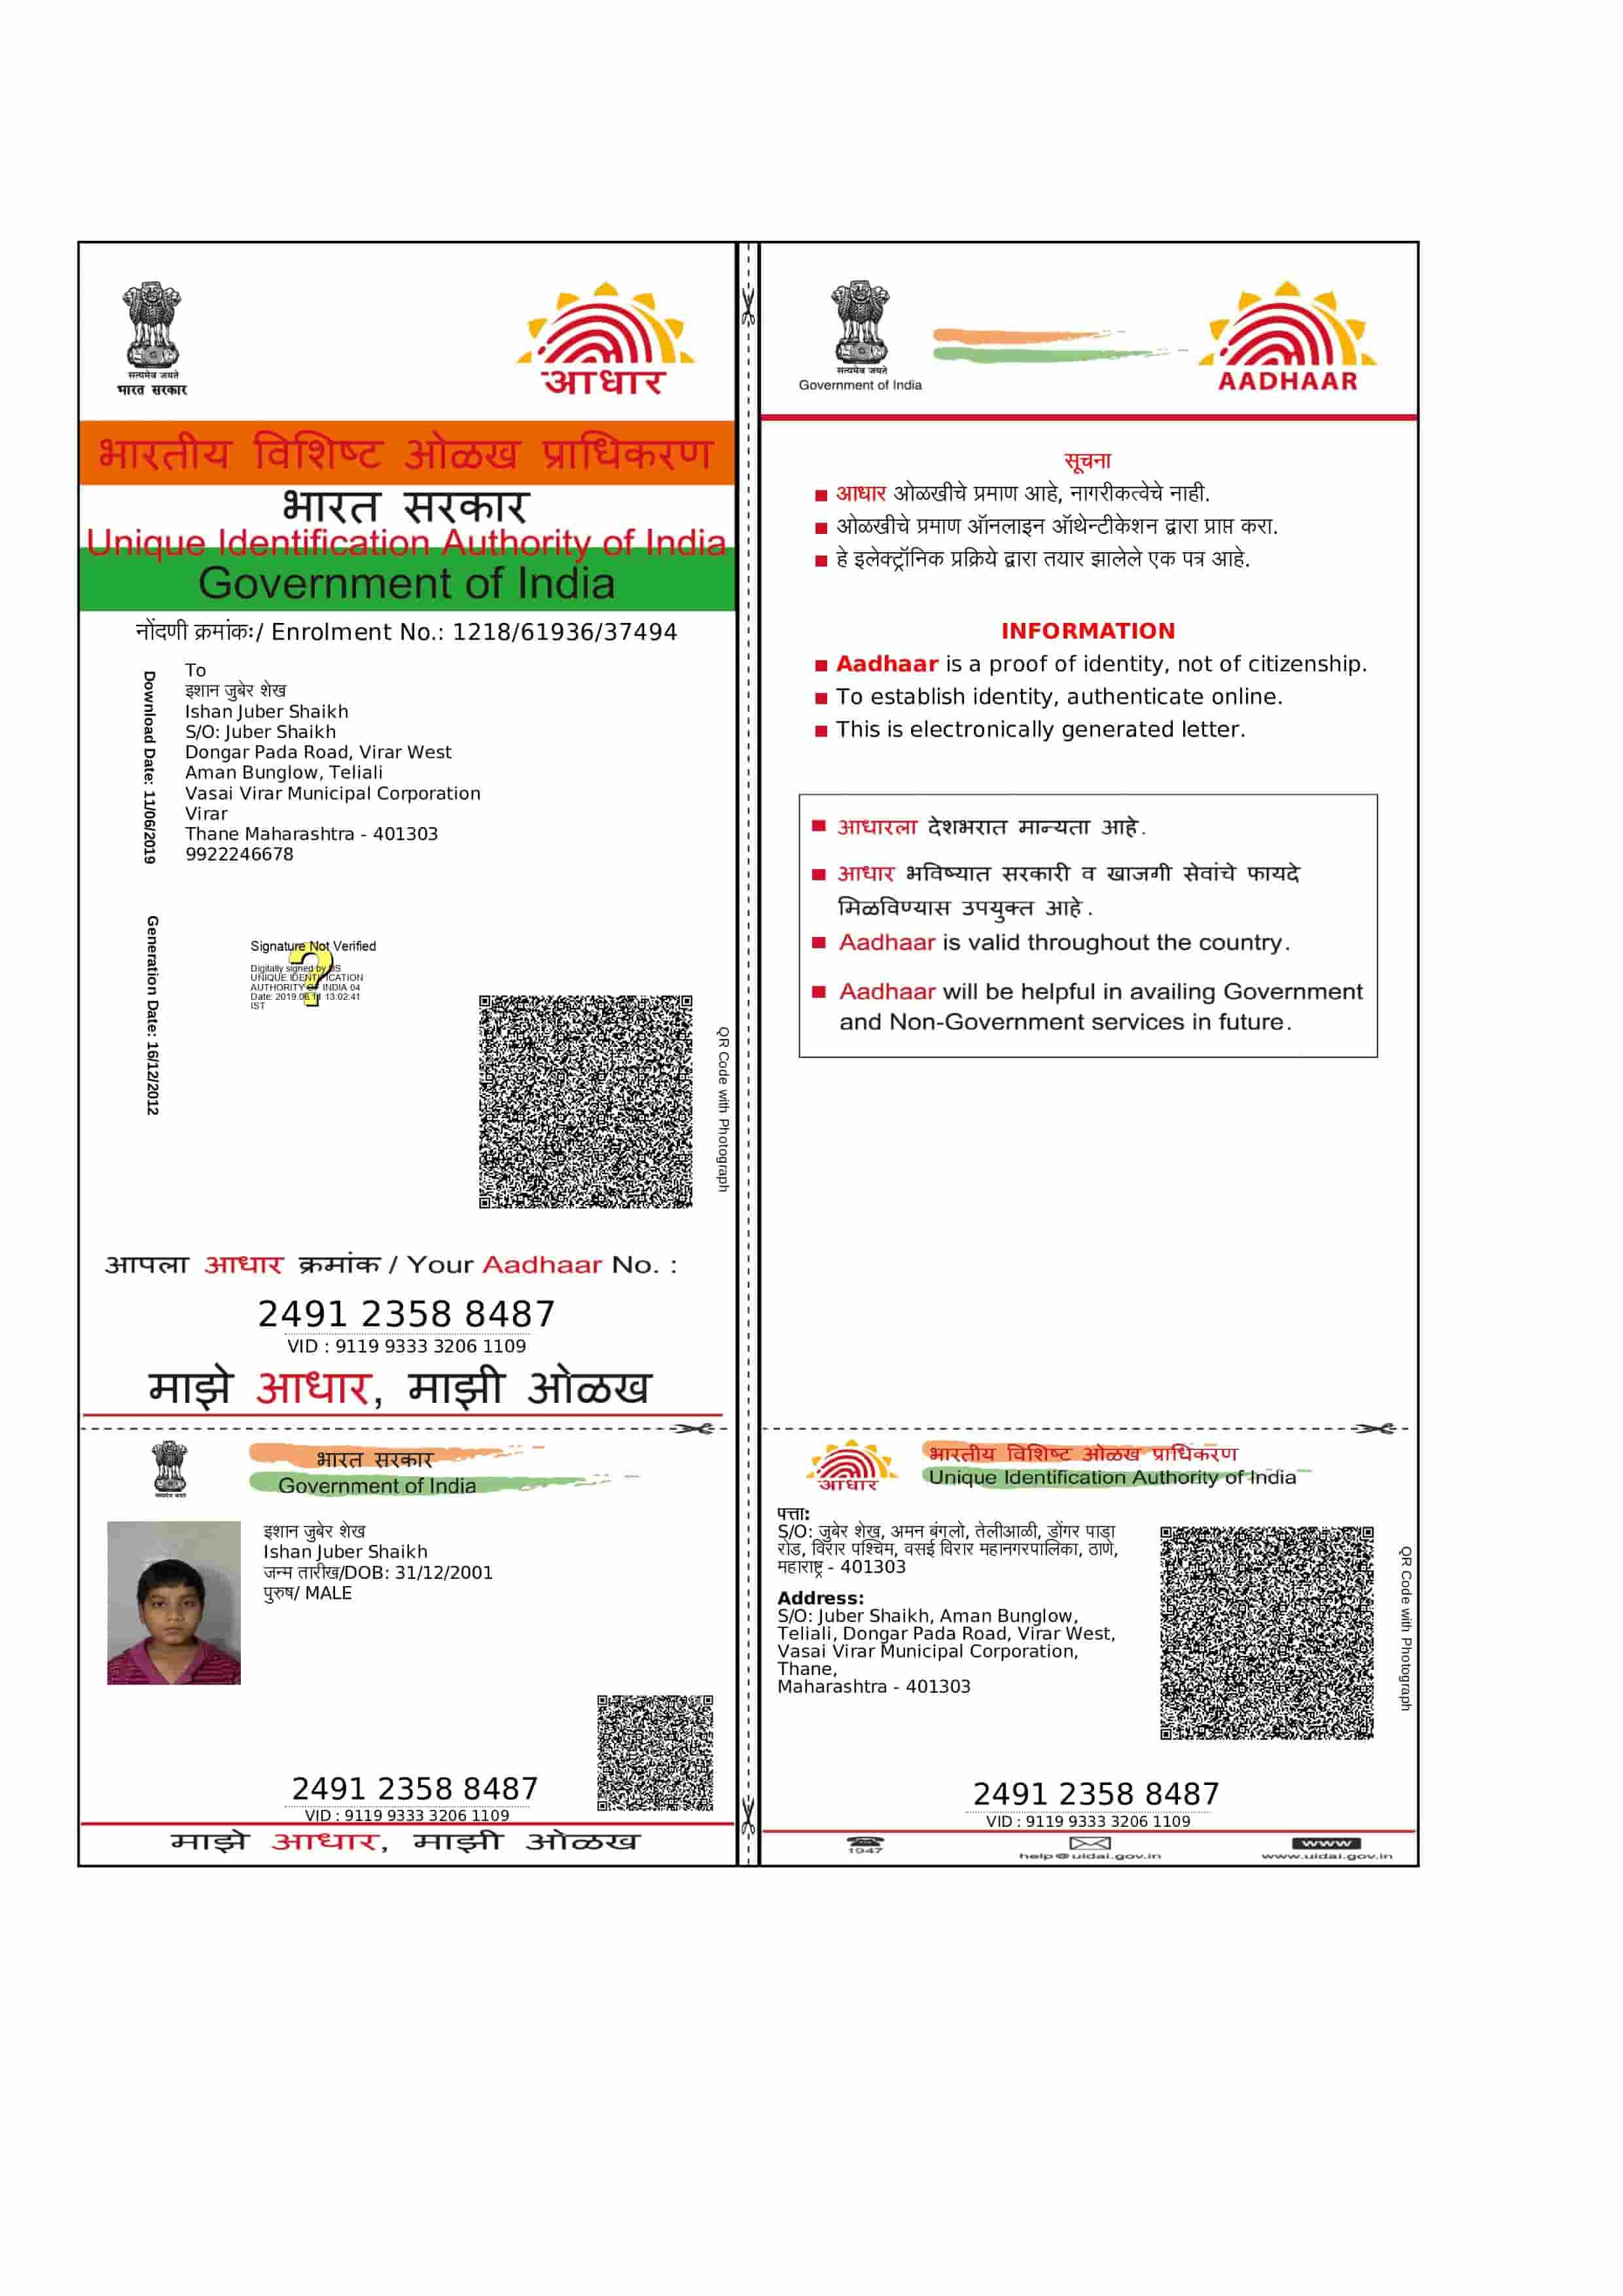 सत्यमेव जयते
भारत सरकार
आधार
भारतीय विशिष्ट ओळख प्राधिकरण
भारत सरकार
Unique Identification Authority of India
Government of India
नोंदणी क्रमांकः/ Enrolment No.: 1218/61936/37494
Download Date: 11/06/2019
To
इशान जुबेर शेख
Ishan Juber Shaikh
S/O: Juber Shaikh
Dongar Pada Road, Virar West
Aman Bunglow, Teliali
Vasai Virar Municipal Corporation
Virar
Thane Maharashtra - 401303
9922246678
Generation Date: 16/12/2012
Signature Not Verified
Digitally signed by DS
UNIQUE IDENTIFICATION
AUTHORITY OF INDIA 04
Date: 2019.06.11 13:02:41
IST
QR Code with Photograph
आपला आधार क्रमांक / Your Aadhaar No. :
2491 2358 8487
VID : 9119 9333 3206 1109
माझे आधार, माझी ओळख
सत्यमेव जयते
भारत सरकार
Government of India
इशान जुबेर शेख
Ishan Juber Shaikh
जन्म तारीख/DOB: 31/12/2001
पुरुष/ MALE
2491 2358 8487
VID : 9119 9333 3206 1109
माझे आधार, माझी ओळख
सत्यमेव जयते
Government of India
AADHAAR
सूचना
आधार ओळखीचे प्रमाण आहे, नागरीकत्वेचे नाही.
ओळखीचे प्रमाण ऑनलाइन ऑथेन्टीकेशन द्वारा प्राप्त करा.
हे इलेक्ट्रॉनिक प्रक्रिये द्वारा तयार झालेले एक पत्र आहे.
INFORMATION
Aadhaar is a proof of identity, not of citizenship.
To establish identity, authenticate online.
This is electronically generated letter.
आधारला देशभरात मान्यता आहे.
आधार भविष्यात सरकारी व खाजगी सेवांचे फायदे
मिळविण्यास उपयुक्त आहे.
Aadhaar is valid throughout the country.
Aadhaar will be helpful in availing Government
and Non-Government services in future.
आधार
भारतीय विशिष्ट ओळख प्राधिकरण
Unique Identification Authority of India
पत्ता:
S/O: जुबेर शेख, अमन बंगलो, तेलीआळी, डोंगर पाडा
रोड, विरार पश्चिम, वसई विरार महानगरपालिका, ठाणे,
महाराष्ट्र - 401303
Address:
S/O: Juber Shaikh, Aman Bunglow,
Teliali, Dongar Pada Road, Virar West,
Vasai Virar Municipal Corporation,
Thane,
Maharashtra - 401303
QR Code with Photograph
2491 2358 8487
VID : 9119 9333 3206 1109
1947
help@uidai.gov.in
www
www.uidai.gov.in